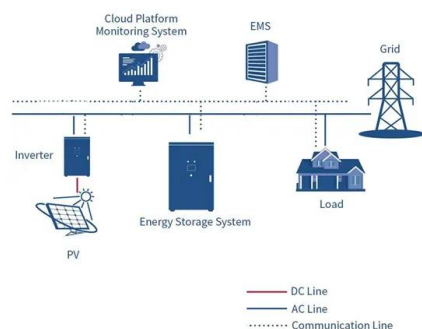 Cloud Platform
Monitoring System
EMS
Grid
Inverter
Energy Storage System
Load
PV
DC Line
AC Line
Communication Line